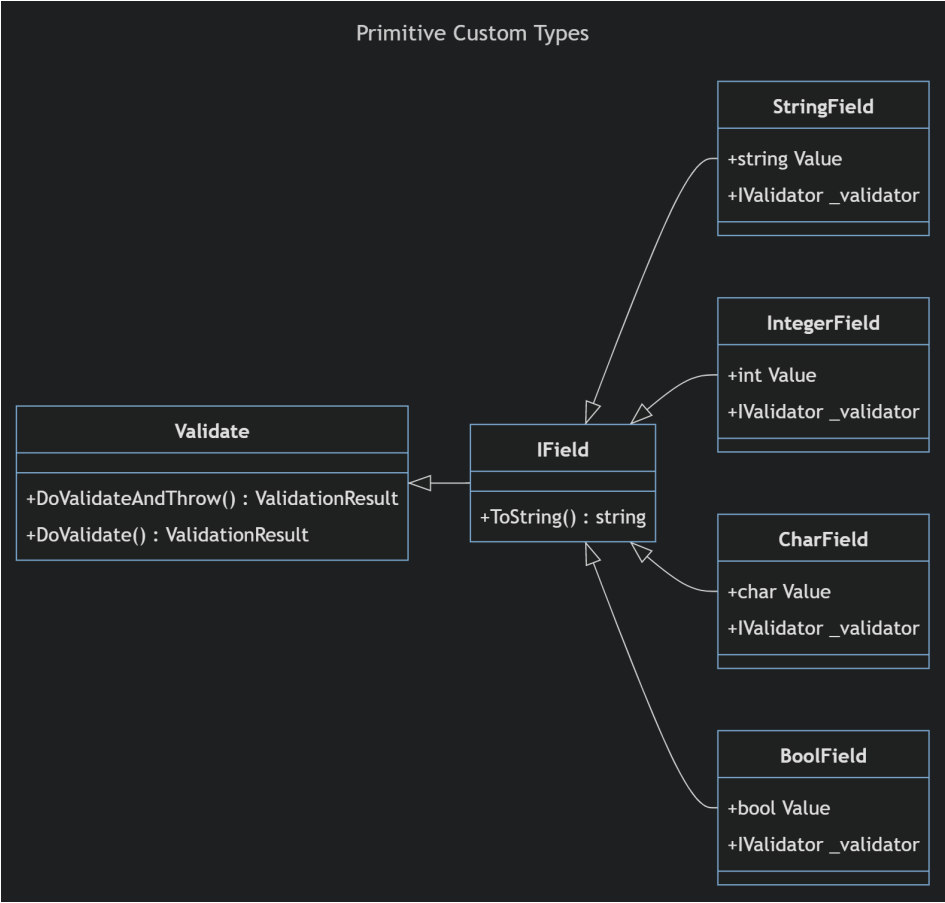 Primitive Custom Types
StringField
+string Value
+IValidator _validator
IntegerField
+int Value
+IValidator _validator
Validate
+DoValidateAndThrow() : ValidationResult
+DoValidate() : ValidationResult
IField
+ToString() : string
CharField
+char Value
+IValidator _validator
BoolField
+bool Value
+IValidator _validator